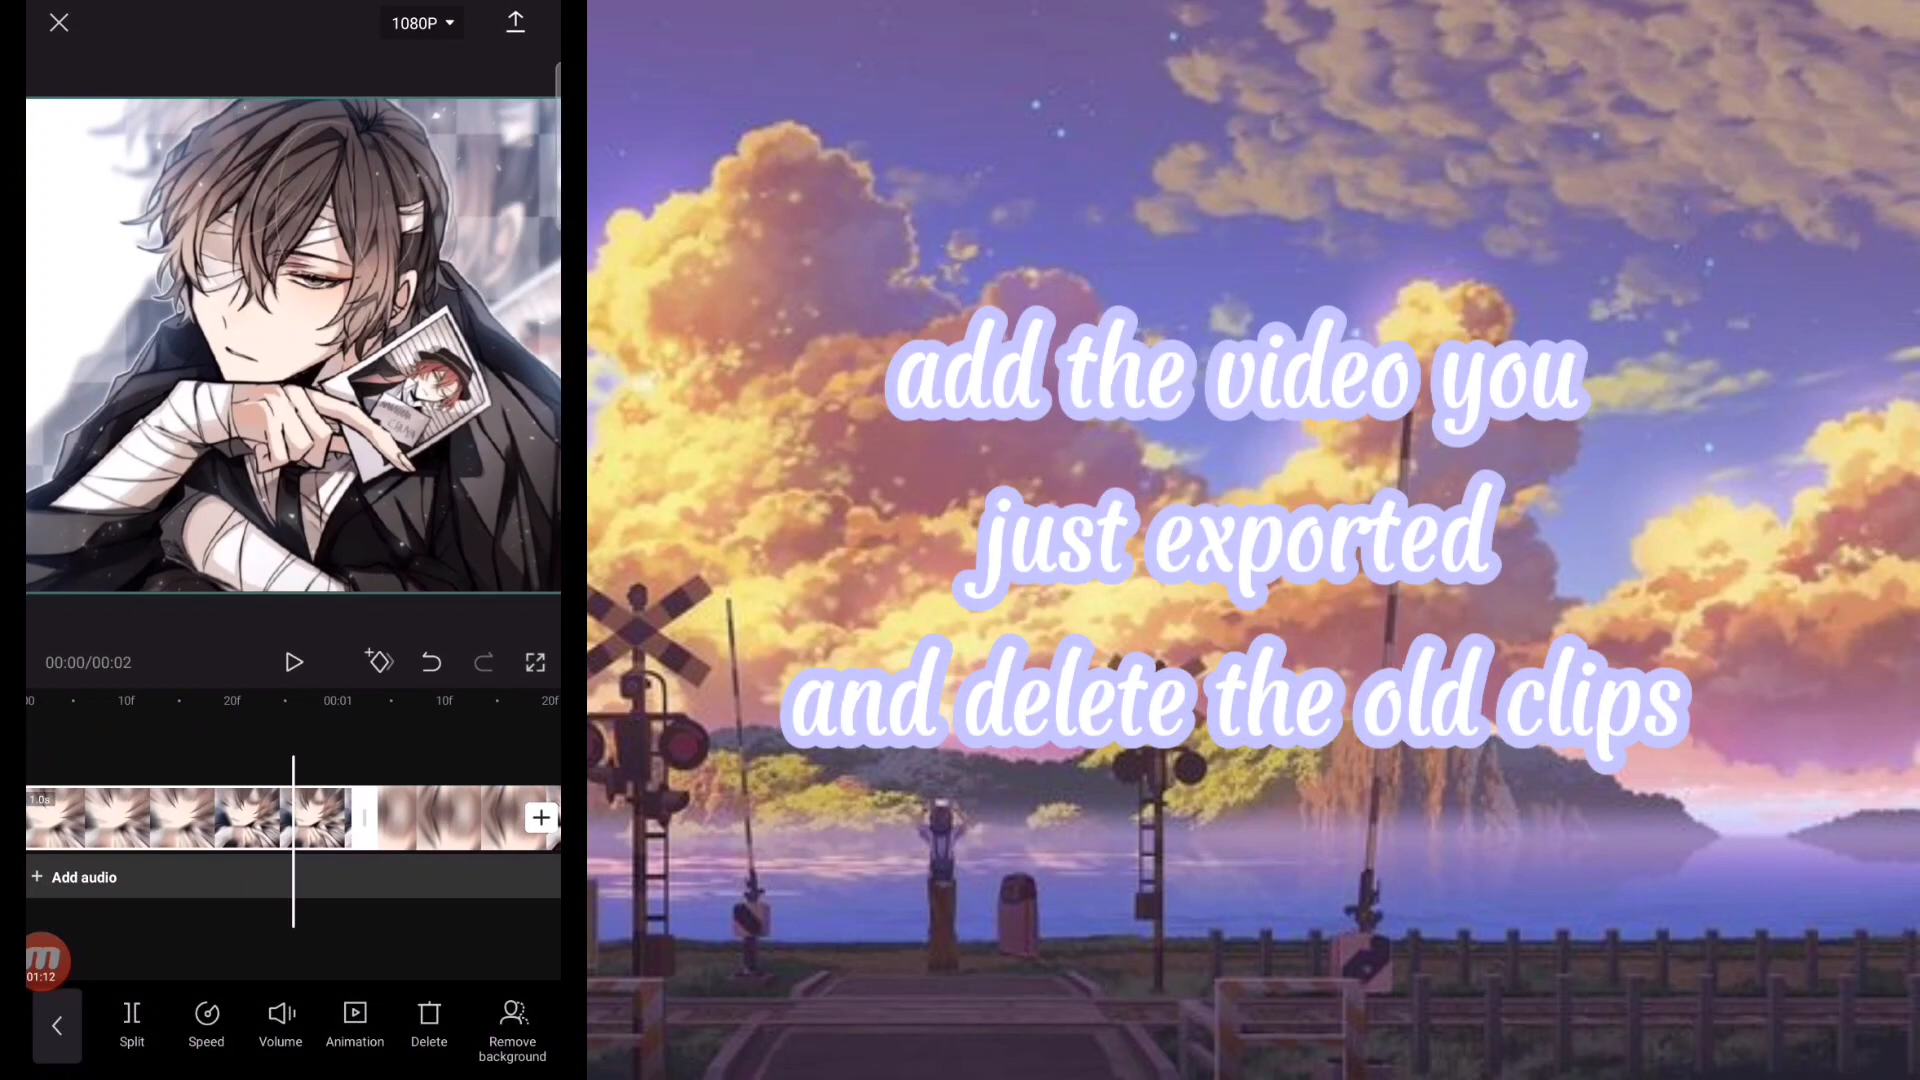 1080P
add the video you
just exported
and delete the old clips
00:00/00:02
00 10f 20f 00:01 10f 20f
1.0s
+ Add audio
01:12
Split Speed Volume Animation Delete Remove background